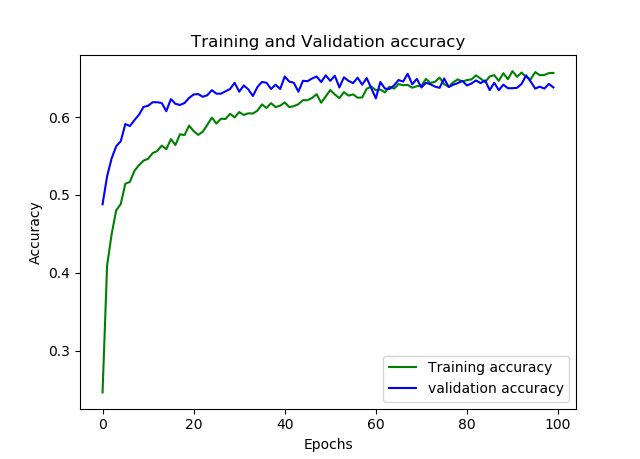 Training and Validation accuracy
Accuracy
0.6
0.5
0.4
0.3
0
20
40
60
80
100
Epochs
Training accuracy
validation accuracy